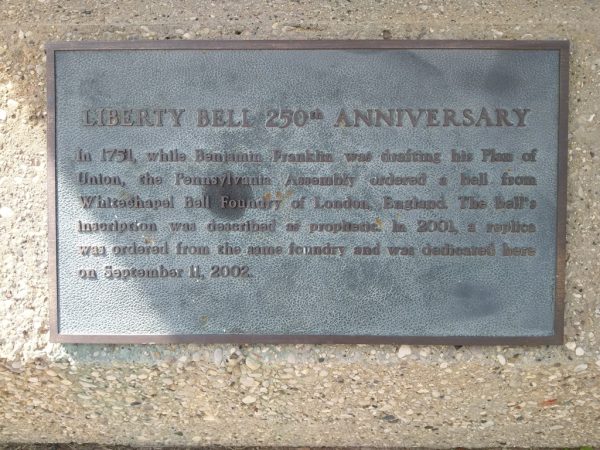 LIBERTY BELL 250th ANNIVERSARY
In 1751, while Benjamin Franklin was drafting his Plan of
Union, the Pennsylvania Assembly ordered a bell from
Whitechapel Bell Foundry of London, England. The Bell's
inscription was described as prophetic. In 2001, a replica
was ordered from the same foundry and was dedicated here
on September 11, 2002.